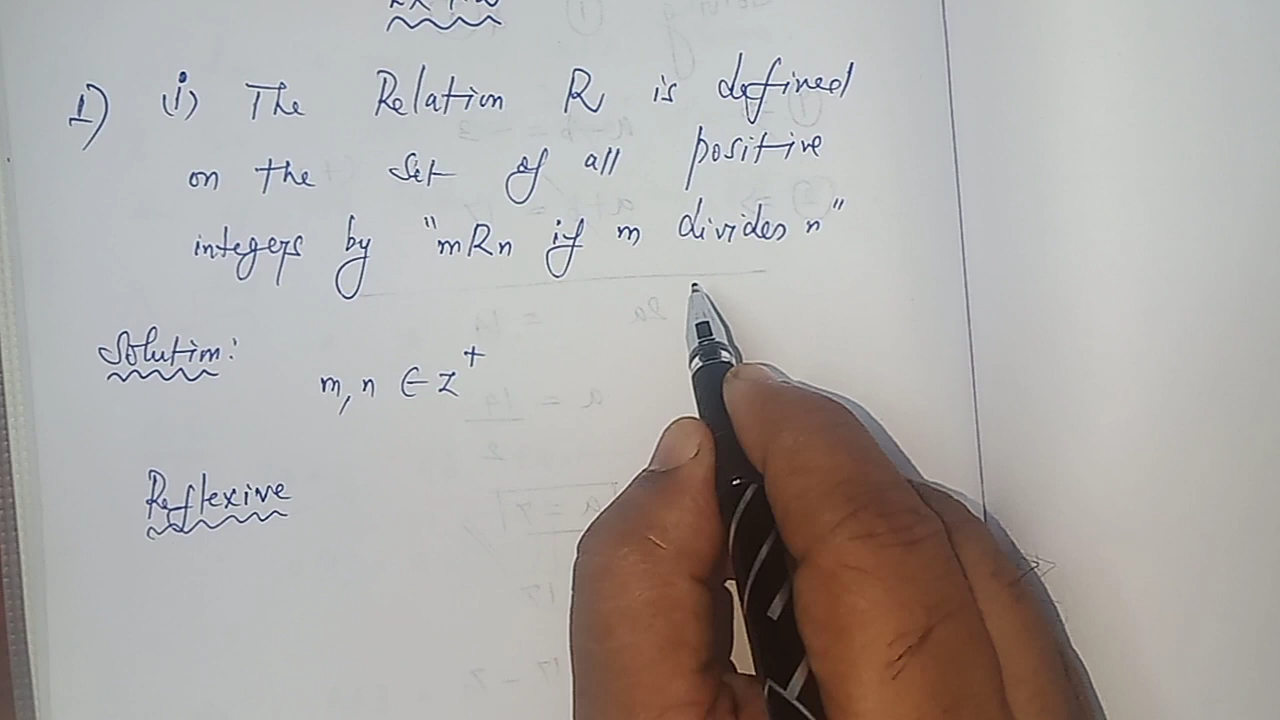 1) (i) The Relation R is defined
on the Set of all positive
integers by "mRn if m divides n"
Solution:
m, n ∈ Z⁺
Reflexive